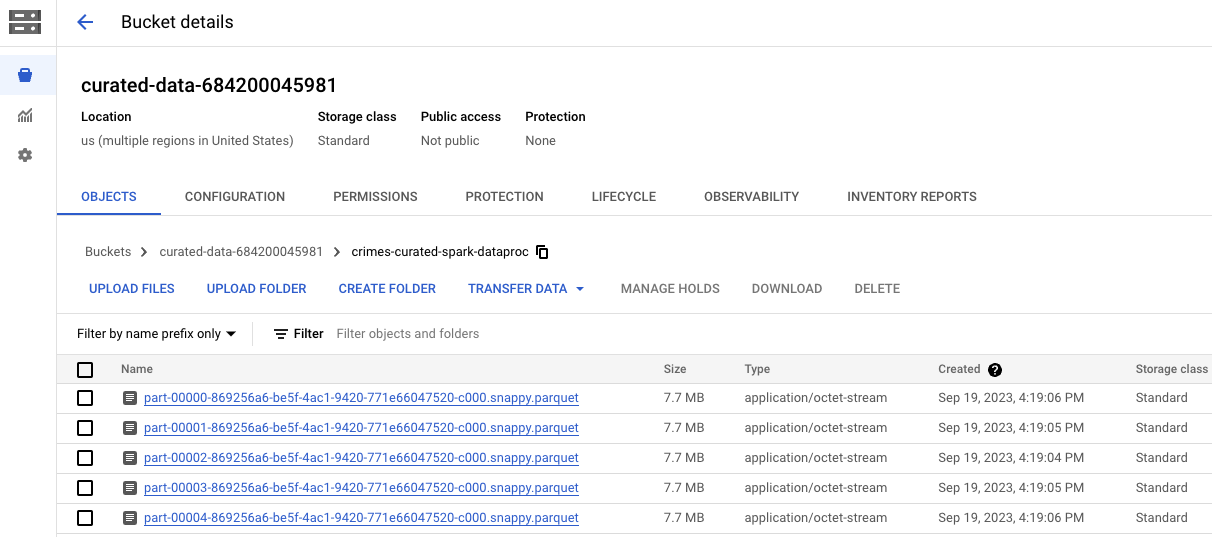 Bucket details
curated-data-684200045981
Location Storage class Public access Protection
us (multiple regions in United States) Standard Not public None
OBJECTS CONFIGURATION PERMISSIONS PROTECTION LIFECYCLE OBSERVABILITY INVENTORY REPORTS
Buckets > curated-data-684200045981 > crimes-curated-spark-dataproc
UPLOAD FILES UPLOAD FOLDER CREATE FOLDER TRANSFER DATA MANAGE HOLDS DOWNLOAD DELETE
Filter by name prefix only Filter Filter objects and folders
Name Size Type Created ? Storage class
part-00000-869256a6-be5f-4ac1-9420-771e66047520-c000.snappy.parquet 7.7 MB application/octet-stream Sep 19, 2023, 4:19:06 PM Standard
part-00001-869256a6-be5f-4ac1-9420-771e66047520-c000.snappy.parquet 7.7 MB application/octet-stream Sep 19, 2023, 4:19:05 PM Standard
part-00002-869256a6-be5f-4ac1-9420-771e66047520-c000.snappy.parquet 7.7 MB application/octet-stream Sep 19, 2023, 4:19:04 PM Standard
part-00003-869256a6-be5f-4ac1-9420-771e66047520-c000.snappy.parquet 7.7 MB application/octet-stream Sep 19, 2023, 4:19:05 PM Standard
part-00004-869256a6-be5f-4ac1-9420-771e66047520-c000.snappy.parquet 7.7 MB application/octet-stream Sep 19, 2023, 4:19:06 PM Standard